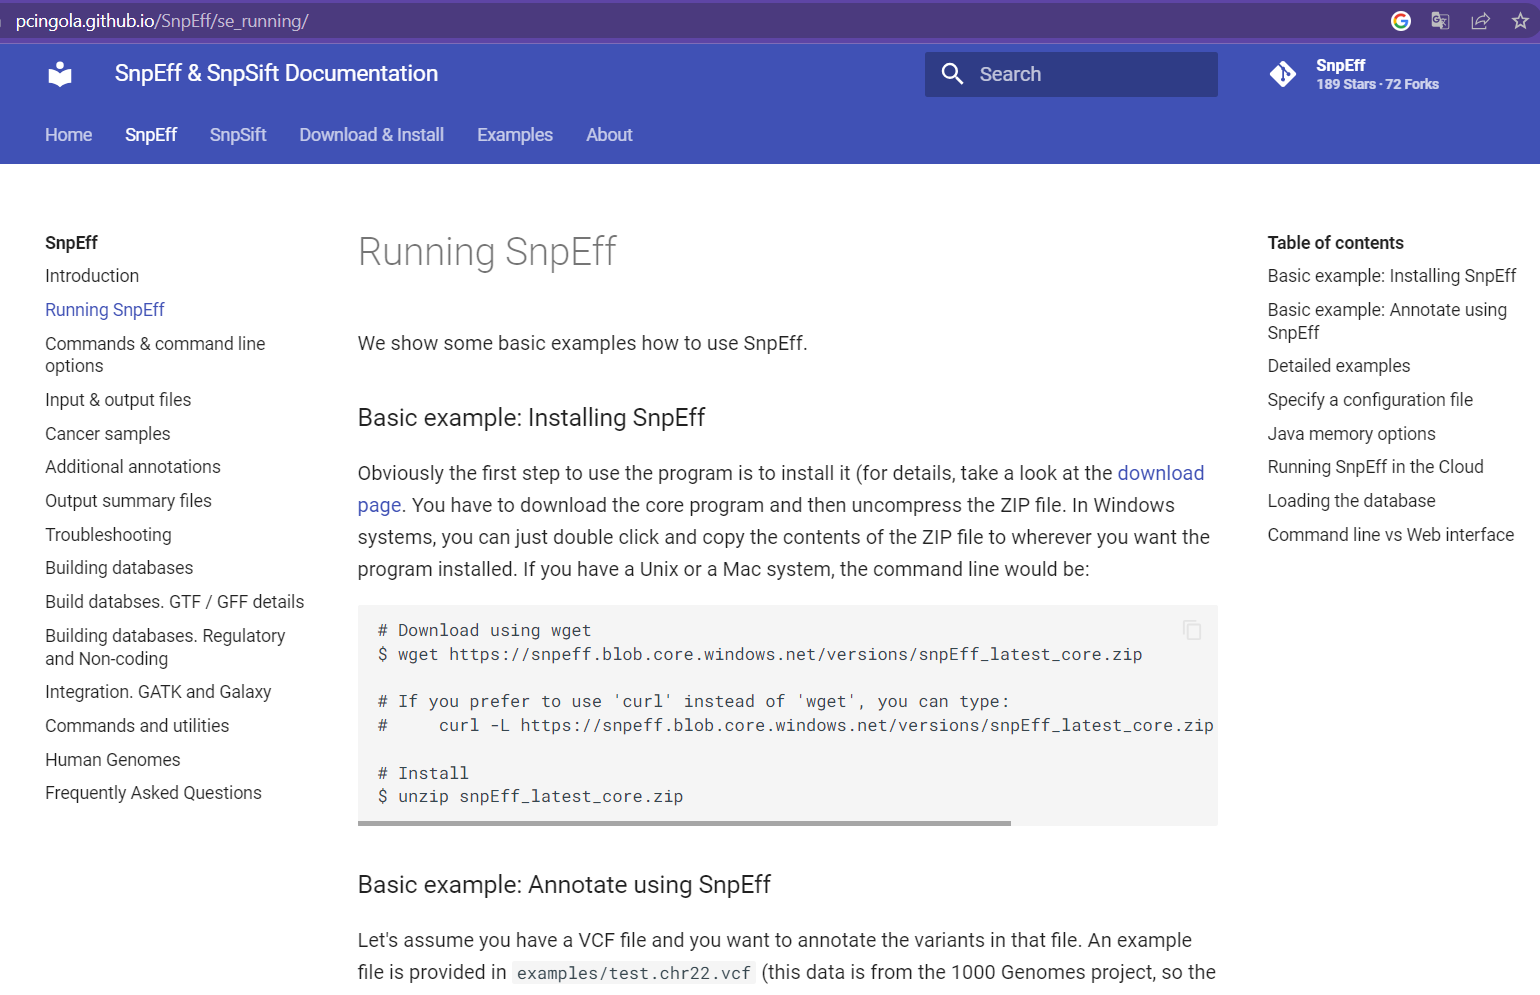 pcingola.github.io/SnpEff/se_running/
SnpEff & SnpSift Documentation
Search
SnpEff
189 Stars · 72 Forks
Home
SnpEff
SnpSift
Download & Install
Examples
About
SnpEff
Introduction
Running SnpEff
Commands & command line
options
Input & output files
Cancer samples
Additional annotations
Output summary files
Troubleshooting
Building databases
Build databses. GTF / GFF details
Building databases. Regulatory
and Non-coding
Integration. GATK and Galaxy
Commands and utilities
Human Genomes
Frequently Asked Questions
Running SnpEff
We show some basic examples how to use SnpEff.
Basic example: Installing SnpEff
Obviously the first step to use the program is to install it (for details, take a look at the download
page. You have to download the core program and then uncompress the ZIP file. In Windows
systems, you can just double click and copy the contents of the ZIP file to wherever you want the
program installed. If you have a Unix or a Mac system, the command line would be:
# Download using wget
$ wget https://snpeff.blob.core.windows.net/versions/snpEff_latest_core.zip
# If you prefer to use 'curl' instead of 'wget', you can type:
#     curl -L https://snpeff.blob.core.windows.net/versions/snpEff_latest_core.zip
# Install
$ unzip snpEff_latest_core.zip
Basic example: Annotate using SnpEff
Let's assume you have a VCF file and you want to annotate the variants in that file. An example
file is provided in examples/test.chr22.vcf (this data is from the 1000 Genomes project, so the
Table of contents
Basic example: Installing SnpEff
Basic example: Annotate using
SnpEff
Detailed examples
Specify a configuration file
Java memory options
Running SnpEff in the Cloud
Loading the database
Command line vs Web interface